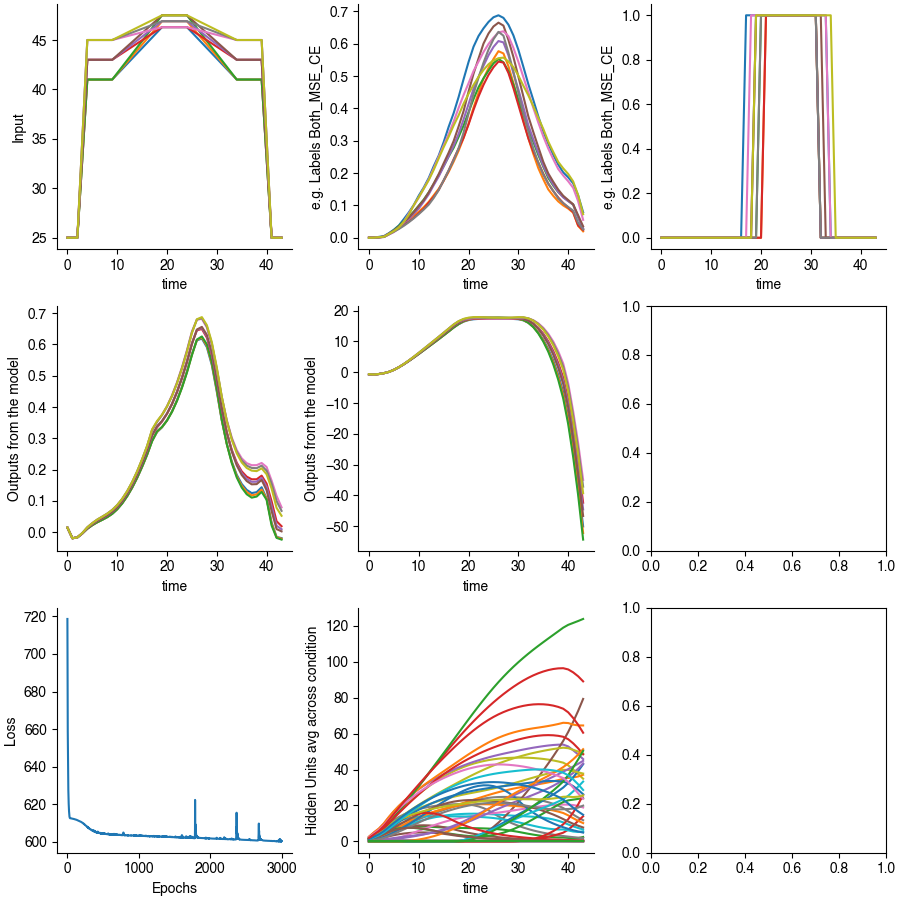 45
40
35
30
25
Input
0 10 20 30 40
time
0.7
0.6
0.5
0.4
0.3
0.2
0.1
0.0
e.g. Labels Both_MSE_CE
0 10 20 30 40
time
1.0
0.8
0.6
0.4
0.2
0.0
e.g. Labels Both_MSE_CE
0 10 20 30 40
time
0.7
0.6
0.5
0.4
0.3
0.2
0.1
0.0
Outputs from the model
0 10 20 30 40
time
20
10
0
−10
−20
−30
−40
−50
Outputs from the model
0 10 20 30 40
time
1.0
0.8
0.6
0.4
0.2
0.0
0.0 0.2 0.4 0.6 0.8 1.0
720
700
680
660
640
620
600
Loss
0 1000 2000 3000
Epochs
120
100
80
60
40
20
0
Hidden Units avg across condition
0 10 20 30 40
time
1.0
0.8
0.6
0.4
0.2
0.0
0.0 0.2 0.4 0.6 0.8 1.0